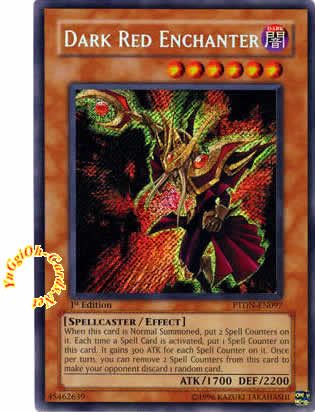 DARK RED ENCHANTER
DARK
闇
YuGgiOh-Cards.Net
1st Edition
PTDN-EN097
[SPELLCASTER / EFFECT]
When this card is Normal Summoned, put 2 Spell Counters on
it. Each time a Spell Card is activated, put 1 Spell Counter on
this card. It gains 300 ATK for each Spell Counter on it. Once
per turn, you can remove 2 Spell Counters from this card to
make your opponent discard 1 random card.
ATK/1700 DEF/2200
45462639
©1996 KAZUKI TAKAHASHI